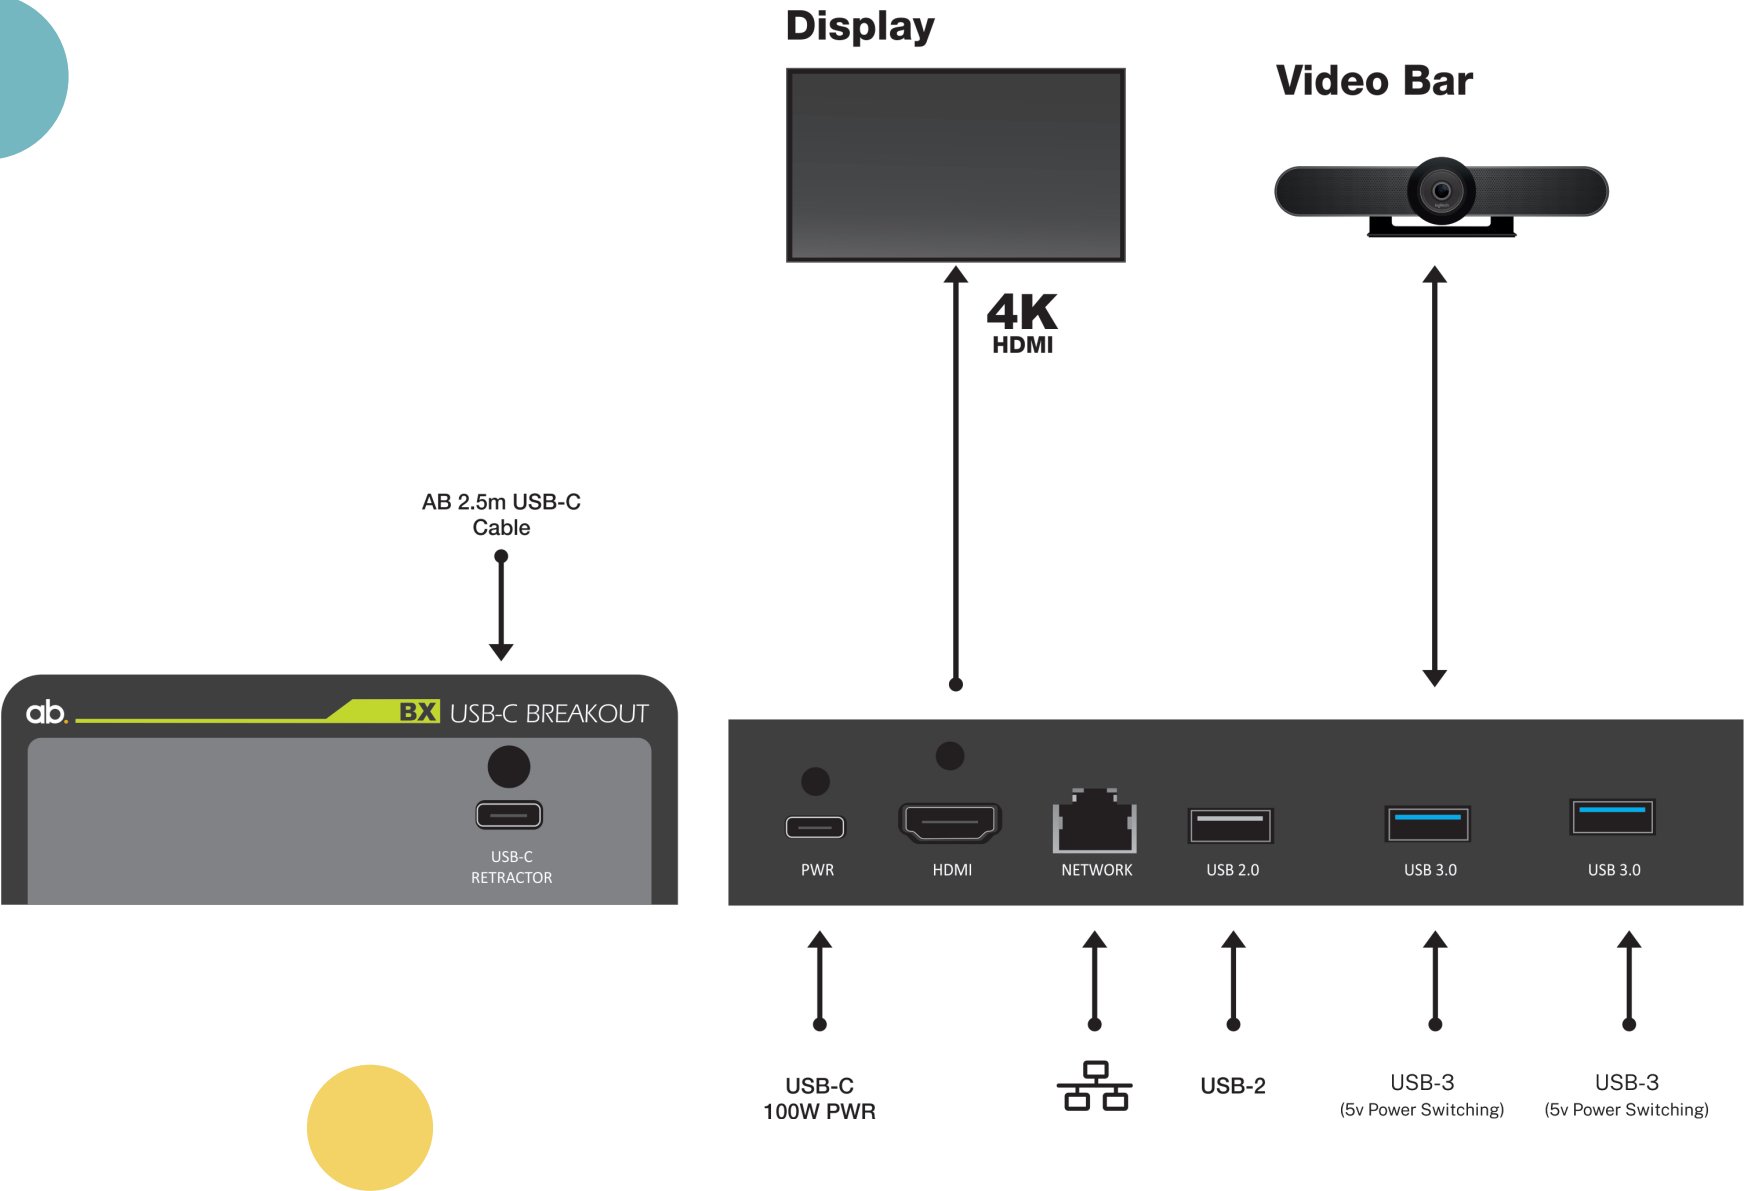 Display
Video Bar
4K
HDMI
AB 2.5m USB-C
Cable
ab.
BX USB-C BREAKOUT
USB-C
RETRACTOR
PWR
HDMI
NETWORK
USB 2.0
USB 3.0
USB 3.0
USB-C
100W PWR
USB-2
USB-3
(5v Power Switching)
USB-3
(5v Power Switching)